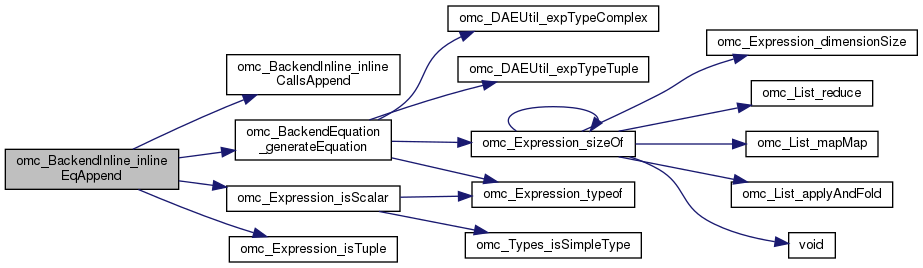 omc_BackendInline_inline
EqAppend
omc_BackendInline_inline
CallsAppend
omc_BackendEquation
_generateEquation
omc_Expression_isScalar
omc_Expression_isTuple
omc_DAEUtil_expTypeComplex
omc_DAEUtil_expTypeTuple
omc_Expression_sizeOf
omc_Expression_typeof
omc_Types_isSimpleType
omc_Expression_dimensionSize
omc_List_reduce
omc_List_mapMap
omc_List_applyAndFold
void